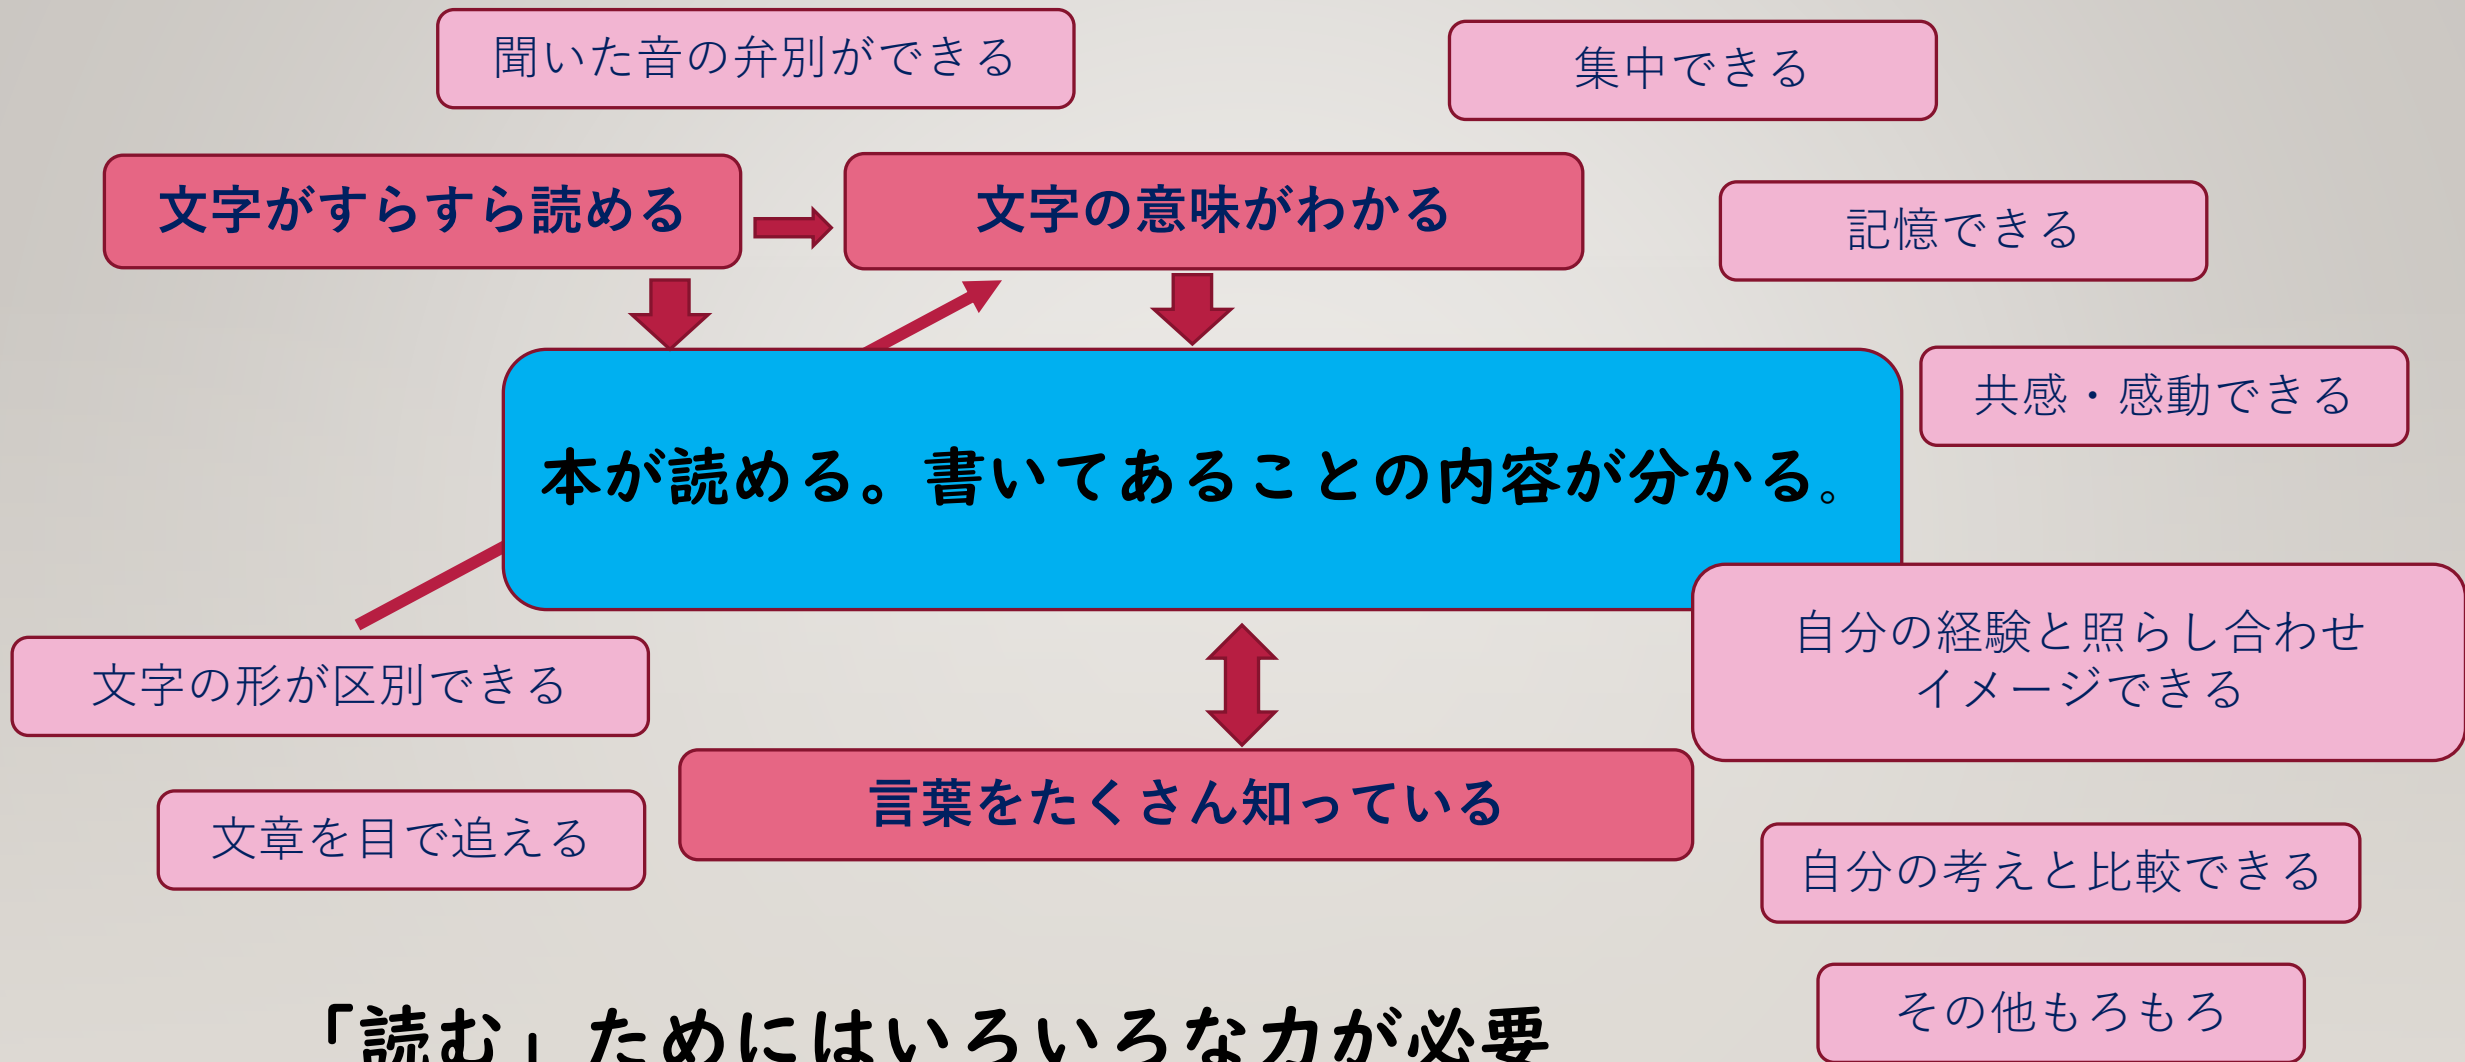 聞いた音の弁別ができる
集中できる
文字がすらすら読める
文字の意味がわかる
記憶できる
共感・感動できる
本が読める。書いてあることの内容が分かる。
自分の経験と照らし合わせ
イメージできる
文字の形が区別できる
言葉をたくさん知っている
文章を目で追える
自分の考えと比較できる
その他もろもろ
「読む」ためにはいろいろな力が必要